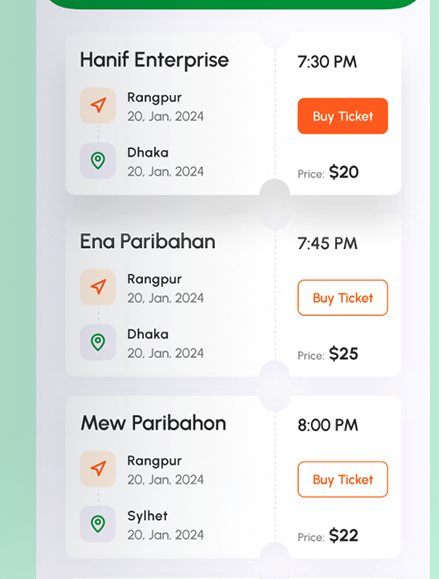 Hanif Enterprise
7:30 PM
Rangpur
20, Jan, 2024
Buy Ticket
Dhaka
20, Jan, 2024
Price: $20
Ena Paribahan
7:45 PM
Rangpur
20, Jan, 2024
Buy Ticket
Dhaka
20, Jan, 2024
Price: $25
Mew Paribahon
8:00 PM
Rangpur
20, Jan, 2024
Buy Ticket
Sylhet
20, Jan, 2024
Price: $22